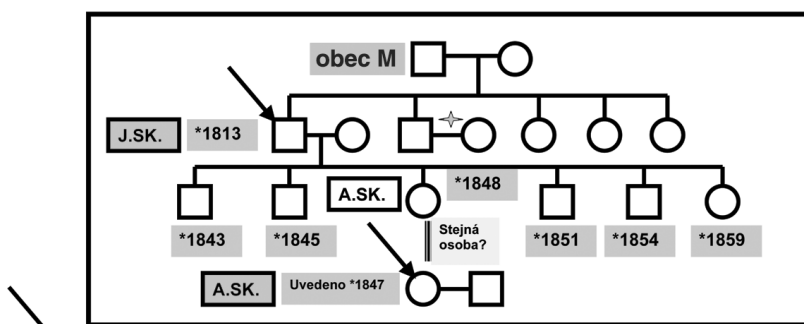 obec M
J.SK.
*1813
A.SK.
*1848
*1843
*1845
Stejná
osoba?
*1851
*1854
*1859
A.SK.
Uvedeno *1847